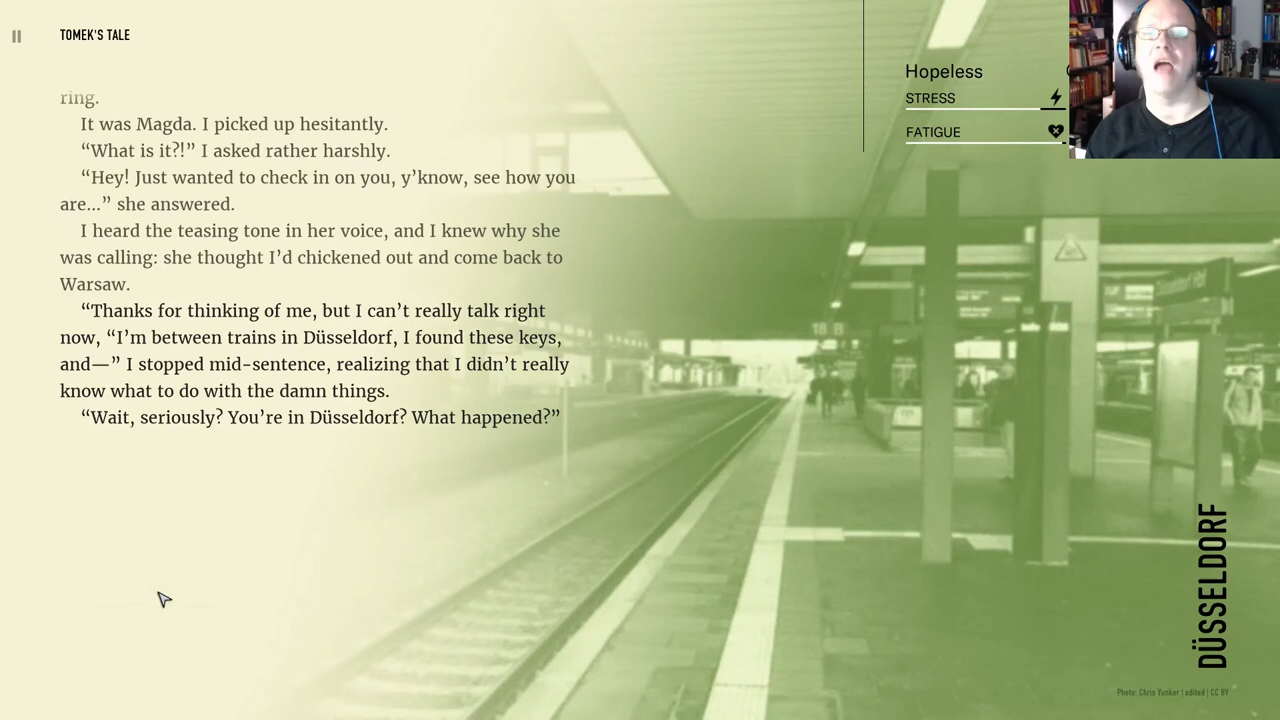 TOMEK'S TALE
ring.
It was Magda. I picked up hesitantly.
“What is it?!” I asked rather harshly.
“Hey! Just wanted to check in on you, y’know, see how you
are...” she answered.
I heard the teasing tone in her voice, and I knew why she
was calling: she thought I’d chickened out and come back to
Warsaw.
“Thanks for thinking of me, but I can’t really talk right
now, “I’m between trains in Düsseldorf, I found these keys,
and—” I stopped mid-sentence, realizing that I didn’t really
know what to do with the damn things.
“Wait, seriously? You’re in Düsseldorf? What happened?”
Hopeless
STRESS
FATIGUE
18
DÜSSELDORF
Photo: Chris Yunker | edited | CC BY